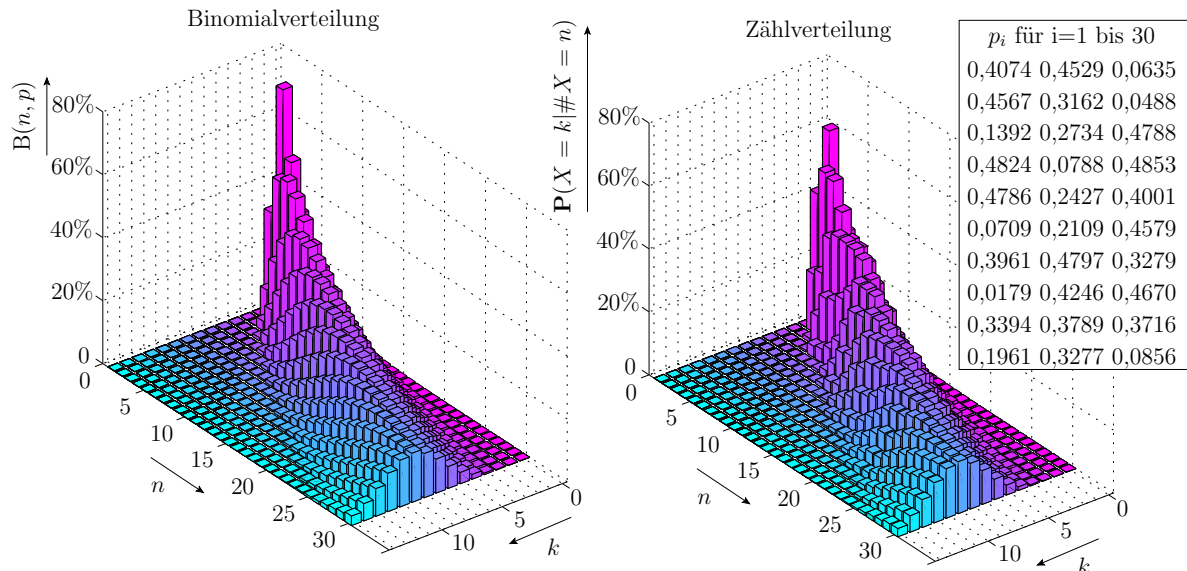 Binomialverteilung
B(n, p)
80%
60%
40%
20%
0
0
5
10
15
20
25
30
n
10
5
0
k
Zählverteilung
P(X = k|#X = n)
80%
60%
40%
20%
0
0
5
10
15
20
25
30
n
10
5
0
k
p_i für i=1 bis 30
0,4074 0,4529 0,0635
0,4567 0,3162 0,0488
0,1392 0,2734 0,4788
0,4824 0,0788 0,4853
0,4786 0,2427 0,4001
0,0709 0,2109 0,4579
0,3961 0,4797 0,3279
0,0179 0,4246 0,4670
0,3394 0,3789 0,3716
0,1961 0,3277 0,0856